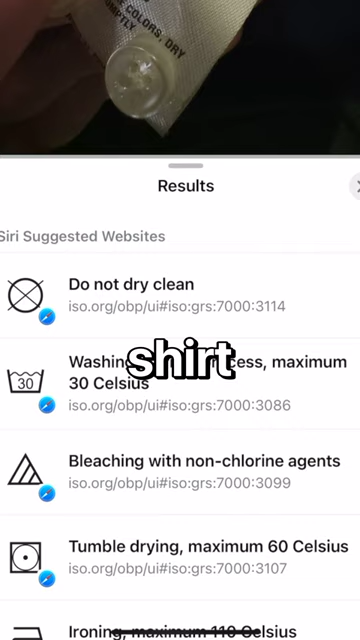 COLORS, DRY
Results
Siri Suggested Websites
Do not dry clean
iso.org/obp/ui#iso:grs:7000:3114
shirt
maximum
30 Celsius
30
iso.org/obp/ui#iso:grs:7000:3086
Bleaching with non-chlorine agents
iso.org/obp/ui#iso:grs:7000:3099
Tumble drying, maximum 60 Celsius
iso.org/obp/ui#iso:grs:7000:3107
Ironing, maximum 110 Celsius